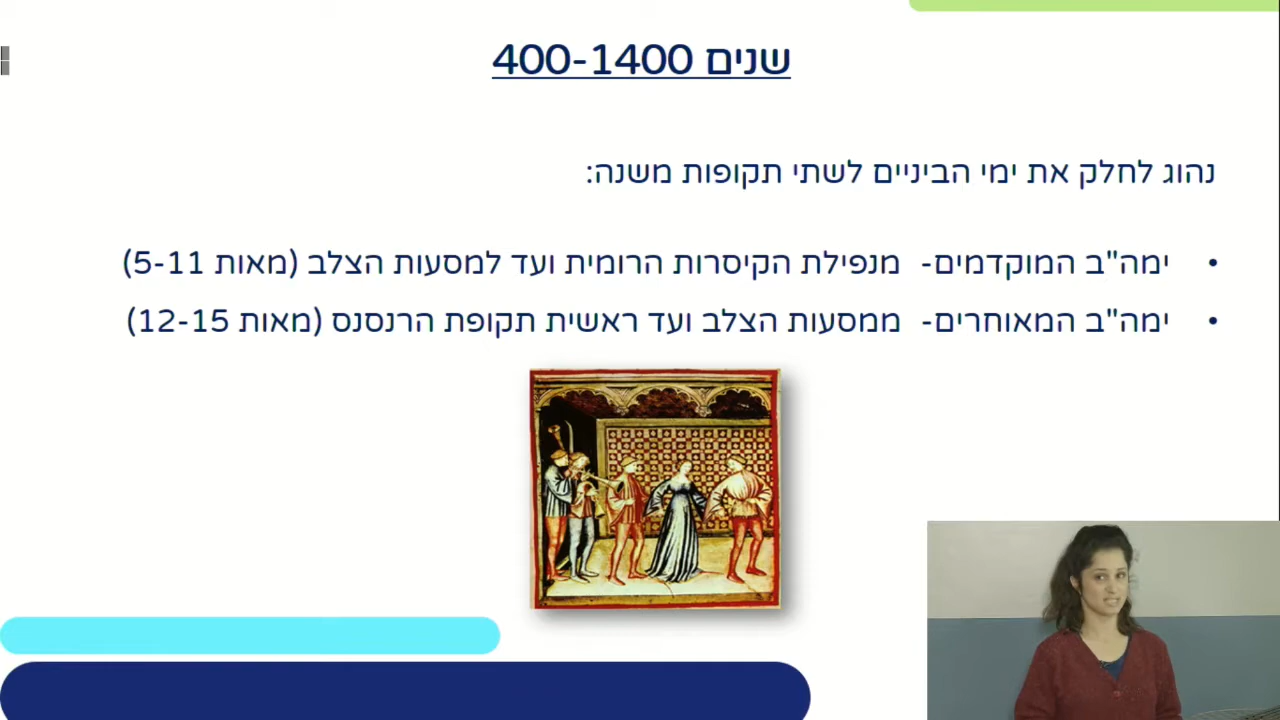 שנים 400-1400
נהוג לחלק את ימי הביניים לשתי תקופות משנה:
• ימה"ב המוקדמים- מנפילת הקיסרות הרומית ועד למסעות הצלב (מאות 5-11)
• ימה"ב המאוחרים- ממסעות הצלב ועד ראשית תקופת הרנסנס (מאות 12-15)